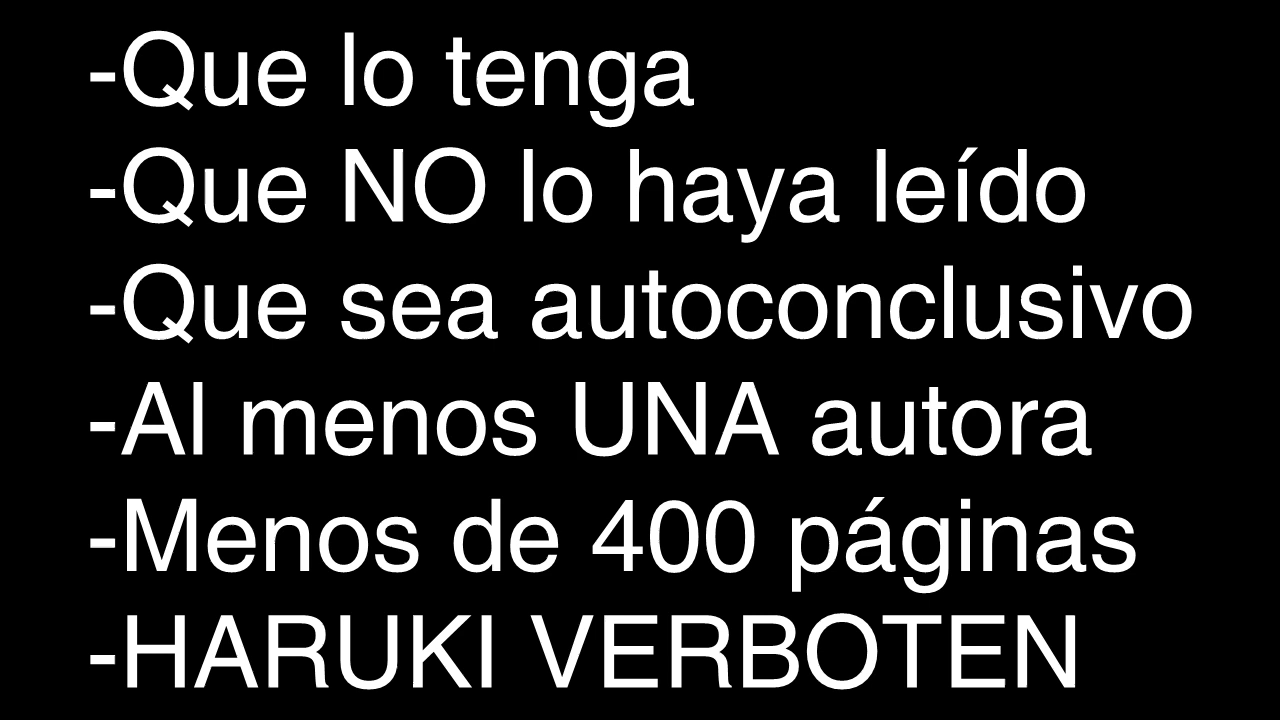 -Que lo tenga
-Que NO lo haya leído
-Que sea autoconclusivo
-Al menos UNA autora
-Menos de 400 páginas
-HARUKI VERBOTEN